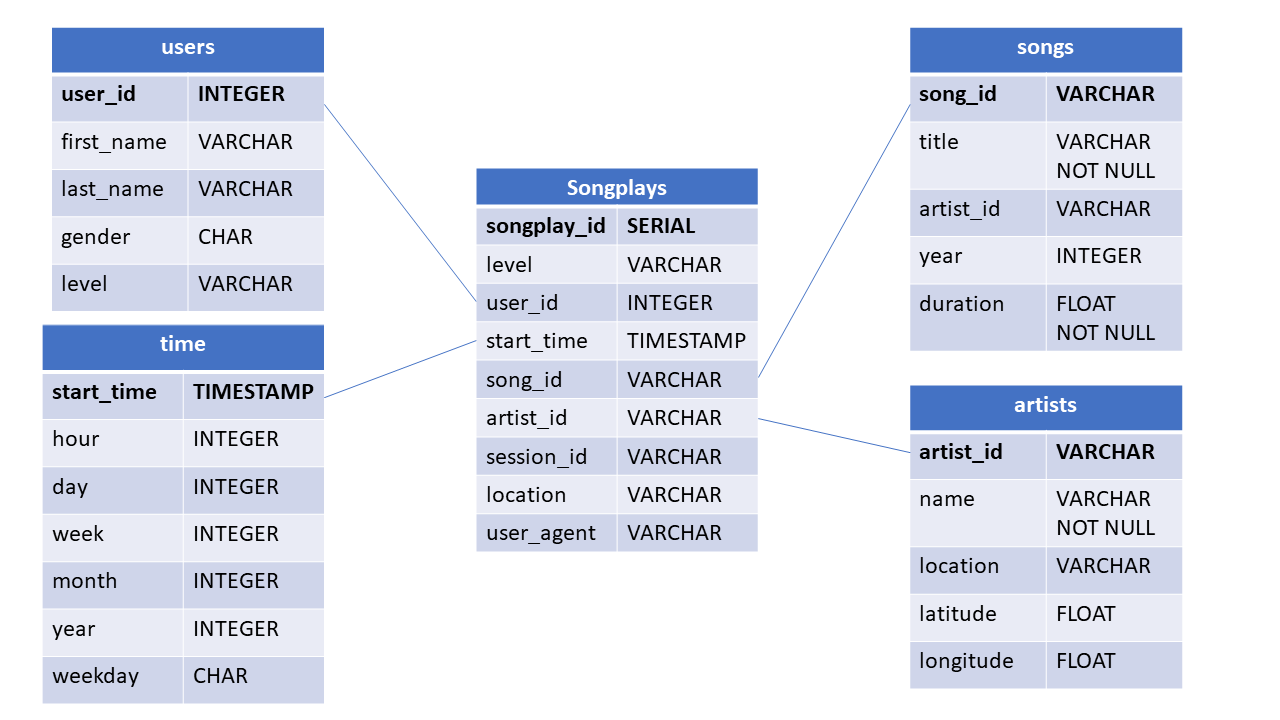 users
user_id INTEGER
first_name VARCHAR
last_name VARCHAR
gender CHAR
level VARCHAR
time
start_time TIMESTAMP
hour INTEGER
day INTEGER
week INTEGER
month INTEGER
year INTEGER
weekday CHAR
Songplays
songplay_id SERIAL
level VARCHAR
user_id INTEGER
start_time TIMESTAMP
song_id VARCHAR
artist_id VARCHAR
session_id VARCHAR
location VARCHAR
user_agent VARCHAR
songs
song_id VARCHAR
title VARCHAR
NOT NULL
artist_id VARCHAR
year INTEGER
duration FLOAT
NOT NULL
artists
artist_id VARCHAR
name VARCHAR
NOT NULL
location VARCHAR
latitude FLOAT
longitude FLOAT